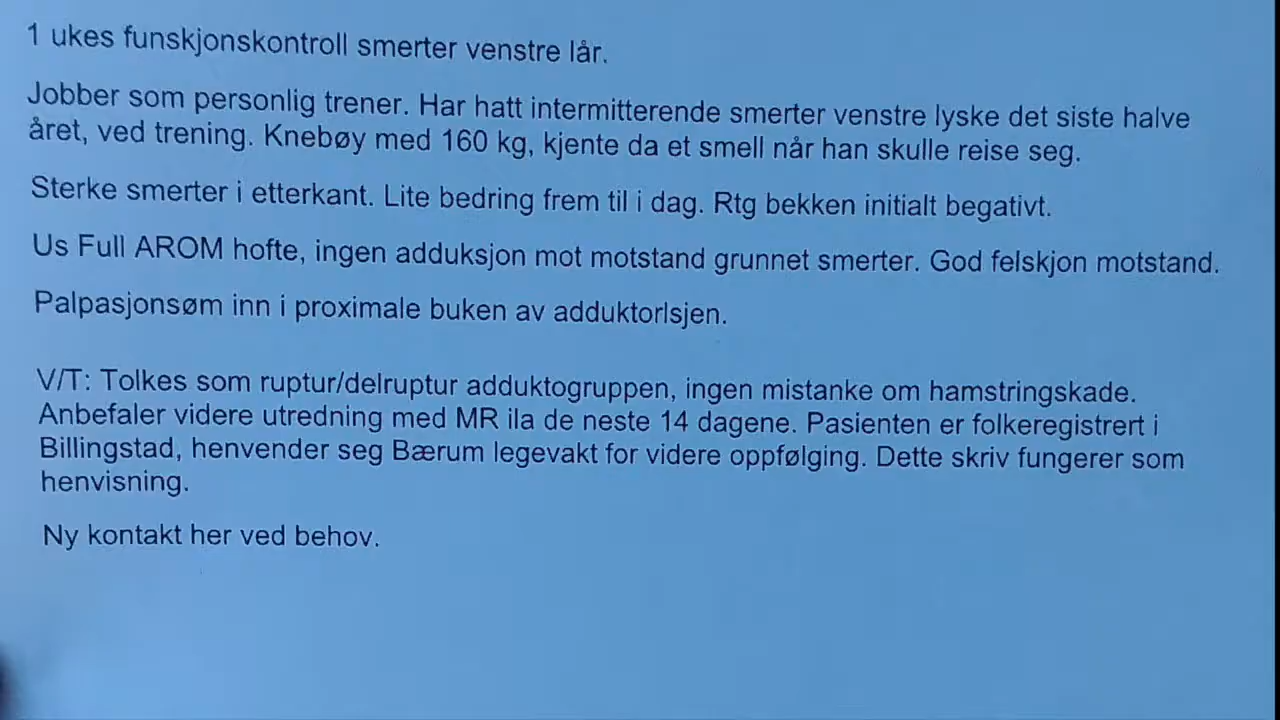 1 ukes funskjonskontroll smerter venstre lår.
Jobber som personlig trener. Har hatt intermitterende smerter venstre lyske det siste halve
året, ved trening. Knebøy med 160 kg, kjente da et smell når han skulle reise seg.
Sterke smerter i etterkant. Lite bedring frem til i dag. Rtg bekken initialt begativt.
Us Full AROM hofte, ingen adduksjon mot motstand grunnet smerter. God felskjon motstand.
Palpasjonsøm inn i proximale buken av adduktorlsjen.
V/T: Tolkes som ruptur/delruptur adduktogruppen, ingen mistanke om hamstringskade.
Anbefaler videre utredning med MR ila de neste 14 dagene. Pasienten er folkeregistrert i
Billingstad, henvender seg Bærum legevakt for videre oppfølging. Dette skriv fungerer som
henvisning.
Ny kontakt her ved behov.